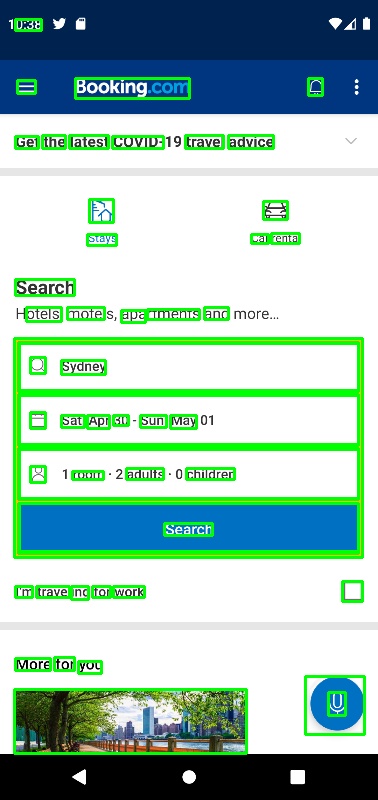 10:38
Booking.com
Get the latest COVID-19 travel advice
Stays
Car rental
Search
Hotels, motels, apartments and more...
Sydney
Sat Apr 30 - Sun May 01
1 room · 2 adults · 0 children
Search
I'm traveling for work
More for you